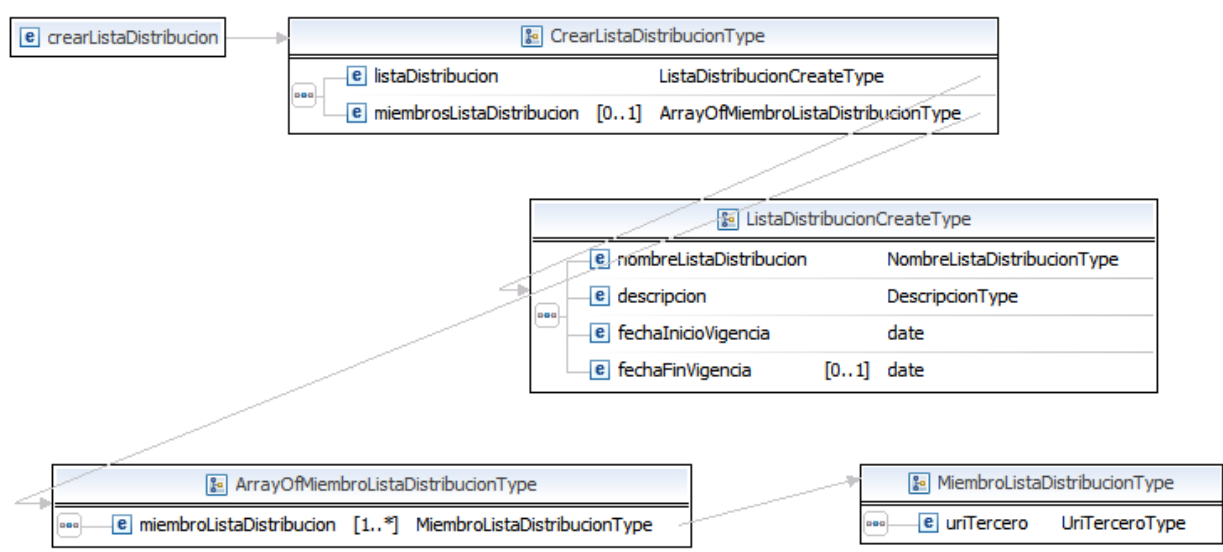 e crearListaDistribucion
CrearListaDistribucionType
e listaDistribucion ListaDistribucionCreateType
e miembrosListaDistribucion [0..1] ArrayOfMiembroListaDistribucionType
ListaDistribucionCreateType
e nombreListaDistribucion NombreListaDistribucionType
e descripcion DescripcionType
e fechaInicioVigencia date
e fechaFinVigencia [0..1] date
ArrayOfMiembroListaDistribucionType
e miembroListaDistribucion [1..*] MiembroListaDistribucionType
MiembroListaDistribucionType
e uriTercero UriTerceroType